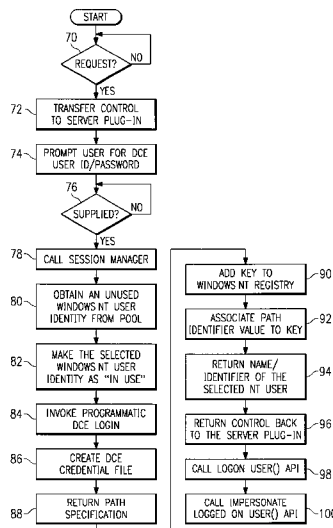 START
70
REQUEST?
NO
YES
72
TRANSFER CONTROL
TO SERVER PLUG-IN
74
PROMPT USER FOR DCE
USER ID/PASSWORD
76
SUPPLIED?
NO
YES
78
CALL SESSION MANAGER
80
OBTAIN AN UNUSED
WINDOWS NT USER
IDENTITY FROM POOL
82
MAKE THE SELECTED
WINDOWS NT USER
IDENTITY AS "IN USE"
84
INVOKE PROGRAMMATIC
DCE LOGIN
86
CREATE DCE
CREDENTIAL FILE
88
RETURN PATH
SPECIFICATION
ADD KEY TO
WINDOWS NT REGISTRY
90
ASSOCIATE PATH
IDENTIFIER VALUE TO KEY
92
RETURN NAME/
IDENTIFIER OF THE
SELECTED NT USER
94
RETURN CONTROL BACK
TO THE SERVER PLUG-IN
96
CALL LOGON USER() API
98
CALL IMPERSONATE
LOGGED ON USER() API
100